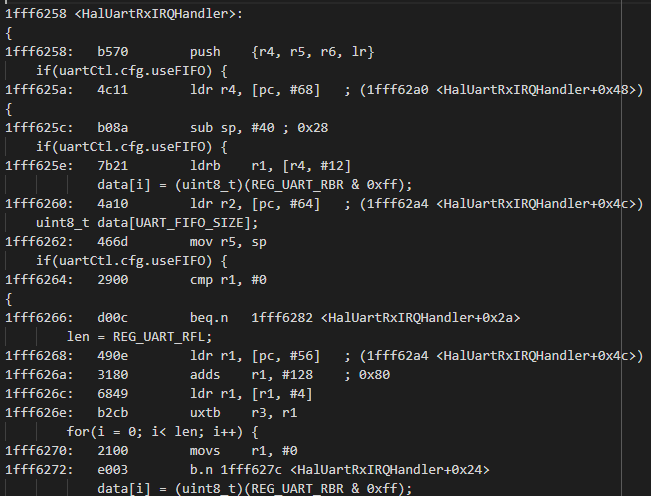 1fff6258 <HalUartRxIRQHandler>:
{
1fff6258: b570 push {r4, r5, r6, lr}
if(uartCtl.cfg.useFIFO) {
1fff625a: 4c11 ldr r4, [pc, #68] ; (1fff62a0 <HalUartRxIRQHandler+0x48>)
{
1fff625c: b08a sub sp, #40 ; 0x28
if(uartCtl.cfg.useFIFO) {
1fff625e: 7b21 ldrb r1, [r4, #12]
data[i] = (uint8_t)(REG_UART_RBR & 0xff);
1fff6260: 4a10 ldr r2, [pc, #64] ; (1fff62a4 <HalUartRxIRQHandler+0x4c>)
uint8_t data[UART_FIFO_SIZE];
1fff6262: 466d mov r5, sp
if(uartCtl.cfg.useFIFO) {
1fff6264: 2900 cmp r1, #0
{
1fff6266: d00c beq.n 1fff6282 <HalUartRxIRQHandler+0x2a>
len = REG_UART_RFL;
1fff6268: 490e ldr r1, [pc, #56] ; (1fff62a4 <HalUartRxIRQHandler+0x4c>)
1fff626a: 3180 adds r1, #128 ; 0x80
1fff626c: 6849 ldr r1, [r1, #4]
1fff626e: b2cb uxtb r3, r1
for(i = 0; i< len; i++) {
1fff6270: 2100 movs r1, #0
1fff6272: e003 b.n 1fff627c <HalUartRxIRQHandler+0x24>
data[i] = (uint8_t)(REG_UART_RBR & 0xff);